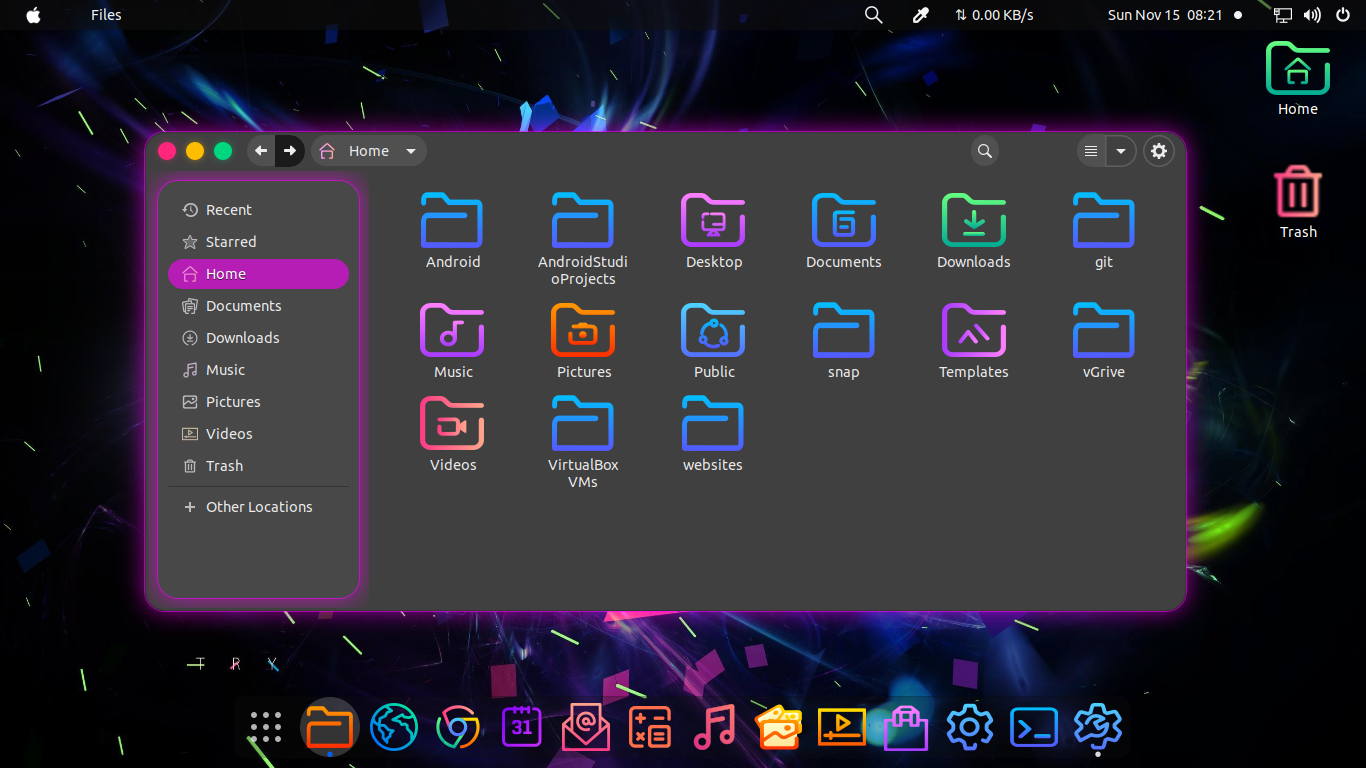 Files
0.00 KB/s
Sun Nov 15 08:21
Home
Trash
Home
Recent
Starred
Home
Documents
Downloads
Music
Pictures
Videos
Trash
Other Locations
Android
AndroidStudi
oProjects
Desktop
Documents
Downloads
git
Music
Pictures
Public
snap
Templates
vGrive
Videos
VirtualBox
VMs
websites
T R Y
31